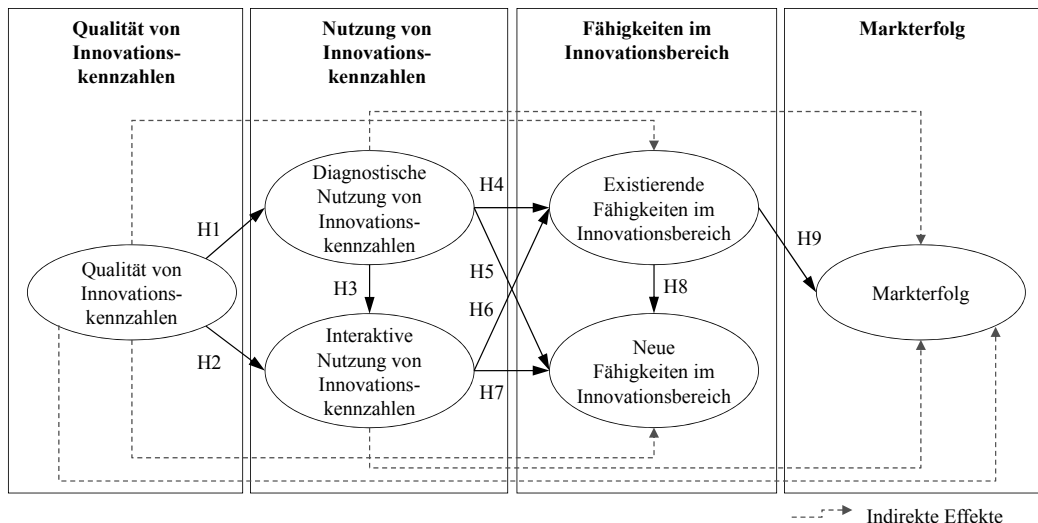 Qualität von
Innovations-
kennzahlen
Nutzung von
Innovations-
kennzahlen
Fähigkeiten im
Innovationsbereich
Markterfolg
Diagnostische
Nutzung von
Innovations-
kennzahlen
H4
Existierende
Fähigkeiten im
Innovationsbereich
H1
H9
H5
Qualität von
Innovations-
kennzahlen
H3
H6
H8
Markterfolg
H2
Interaktive
Nutzung von
Innovations-
kennzahlen
H7
Neue
Fähigkeiten im
Innovationsbereich
Indirekte Effekte